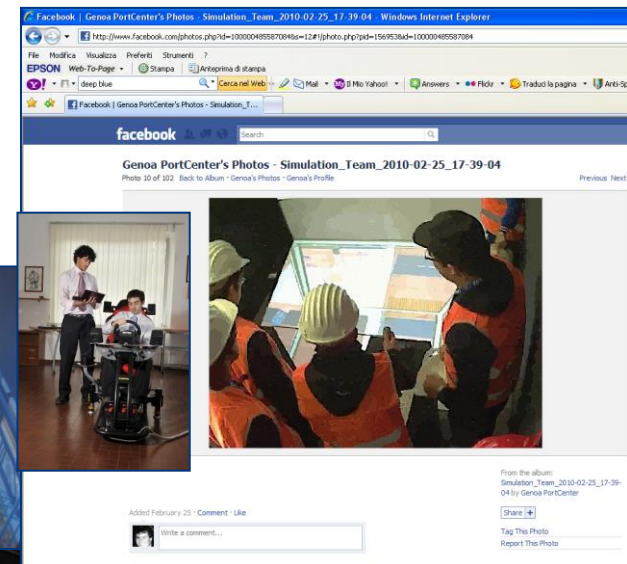 Facebook | Genoa PortCenter's Photos - Simulation_Team_2010-02-25_17-39-04 - Windows Internet Explorer
http://www.facebook.com/photos.php?id=100000485587084&s=12#!/photo.php?pid=156953&id=100000485587084
File Modifica Visualizza Preferiti Strumenti ?
EPSON Web-To-Page Stampa Anteprima di stampa
Y! deep blue Cerca nel Web Mail Il Mio Yahoo! Answers Flickr Traduci la pagina Anti-Sp
Facebook | Genoa PortCenter's Photos - Simulation_T...
facebook Search
Genoa PortCenter's Photos - Simulation_Team_2010-02-25_17-39-04
Photo 10 of 102 Back to Album · Genoa's Photos · Genoa's Profile Previous Next
From the album:
Simulation_Team_2010-02-25_17-39-
04 by Genoa PortCenter
Added February 25 · Comment · Like
Share +
Write a comment...
Tag This Photo
Report This Photo